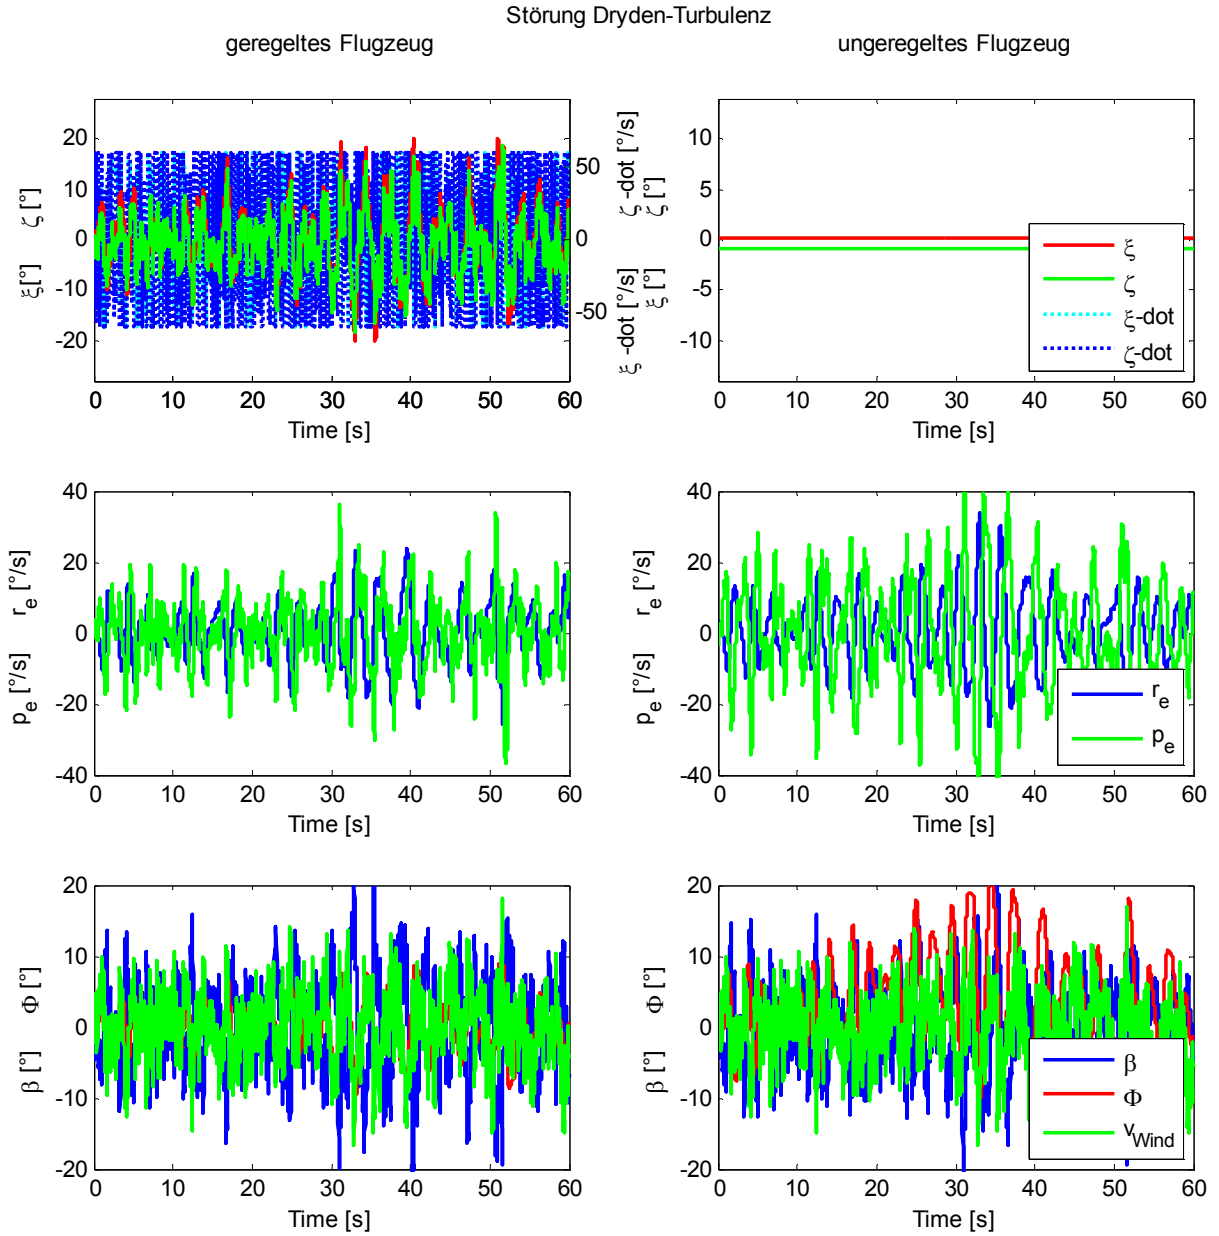 Störung Dryden-Turbulenz
geregeltes Flugzeug
ungeregeltes Flugzeug
20
10
0
-10
-20
ξ[°] ζ [°]
50
0
-50
ξ -dot [°/s] ζ -dot [°/s]
0 10 20 30 40 50 60
Time [s]
10
5
0
-5
-10
ξ [°] ζ [°]
ξ
ζ
ξ-dot
ζ-dot
0 10 20 30 40 50 60
Time [s]
40
20
0
-20
-40
p_e [°/s] r_e [°/s]
0 10 20 30 40 50 60
Time [s]
40
20
0
-20
-40
p_e [°/s] r_e [°/s]
r_e
p_e
0 10 20 30 40 50 60
Time [s]
20
10
0
-10
-20
β [°] Φ [°]
0 10 20 30 40 50 60
Time [s]
20
10
0
-10
-20
β [°] Φ [°]
β
Φ
v_Wind
0 10 20 30 40 50 60
Time [s]